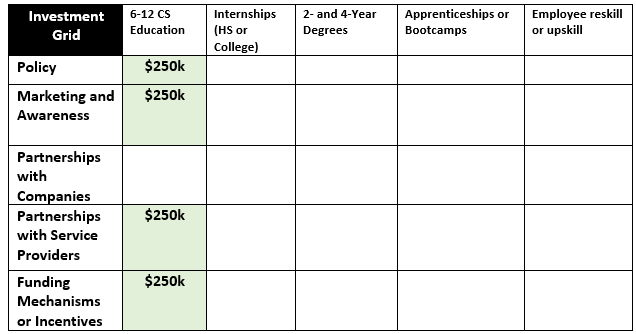 Investment
Grid
6-12 CS
Education
Internships
(HS or
College)
2- and 4-Year
Degrees
Apprenticeships or
Bootcamps
Employee reskill
or upskill
Policy
$250k
Marketing and
Awareness
$250k
Partnerships
with
Companies
Partnerships
with Service
Providers
$250k
Funding
Mechanisms
or Incentives
$250k